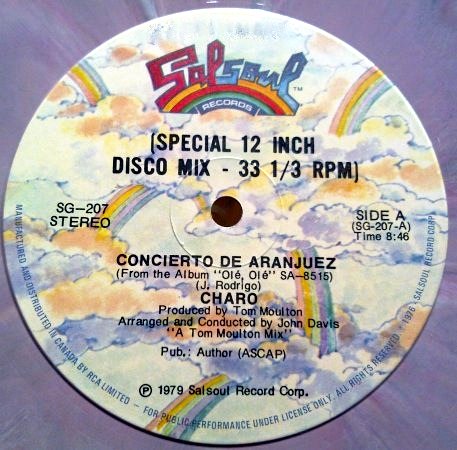 Salsoul
RECORDS
TM
(SPECIAL 12 INCH
DISCO MIX - 33 1/3 RPM)
SG-207
STEREO
SIDE A
(SG-207-A)
Time 8:46
CONCIERTO DE ARANJUEZ
(From the Album "Olé, Olé" SA-8515)
(J. Rodrigo)
CHARO
Produced by Tom Moulton
Arranged and Conducted by John Davis
"A Tom Moulton Mix"
Pub.: Author (ASCAP)
℗ 1979 Salsoul Record Corp.
MANUFACTURED AND DISTRIBUTED IN CANADA BY RCA LIMITED - FOR PUBLIC PERFORMANCE UNDER LICENSE ONLY. ALL RIGHTS RESERVED. © 1976, SALSOUL RECORD CORP.